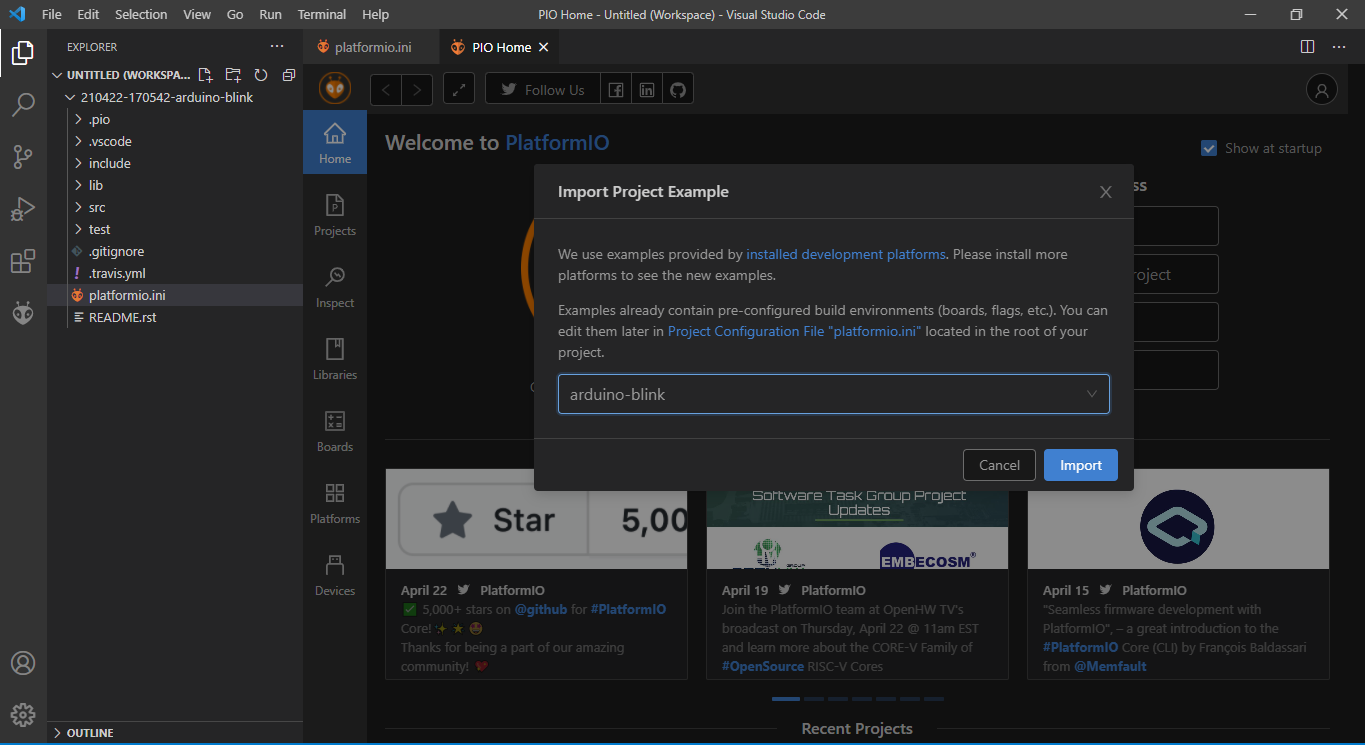 File Edit Selection View Go Run Terminal Help
PIO Home - Untitled (Workspace) - Visual Studio Code
EXPLORER
platformio.ini
PIO Home
UNTITLED (WORKSPA...
210422-170542-arduino-blink
.pio
.vscode
include
lib
src
test
.gitignore
.travis.yml
platformio.ini
README.rst
OUTLINE
Follow Us
Home
Projects
Inspect
Libraries
Boards
Platforms
Devices
Welcome to PlatformIO
Show at startup
Import Project Example
We use examples provided by installed development platforms. Please install more
platforms to see the new examples.
Examples already contain pre-configured build environments (boards, flags, etc.). You can
edit them later in Project Configuration File "platformio.ini" located in the root of your
project.
arduino-blink
Cancel
Import
Star 5,00
April 22 PlatformIO
5,000+ stars on @github for #PlatformIO
Core!
Thanks for being a part of our amazing
community!
Software Task Group Project
Updates
EMBECOSM®
April 19 PlatformIO
Join the PlatformIO team at OpenHW TV's
broadcast on Thursday, April 22 @ 11am EST
and learn more about the CORE-V Family of
#OpenSource RISC-V Cores
April 15 PlatformIO
"Seamless firmware development with
PlatformIO", – a great introduction to the
#PlatformIO Core (CLI) by François Baldassari
from @Memfault
Recent Projects